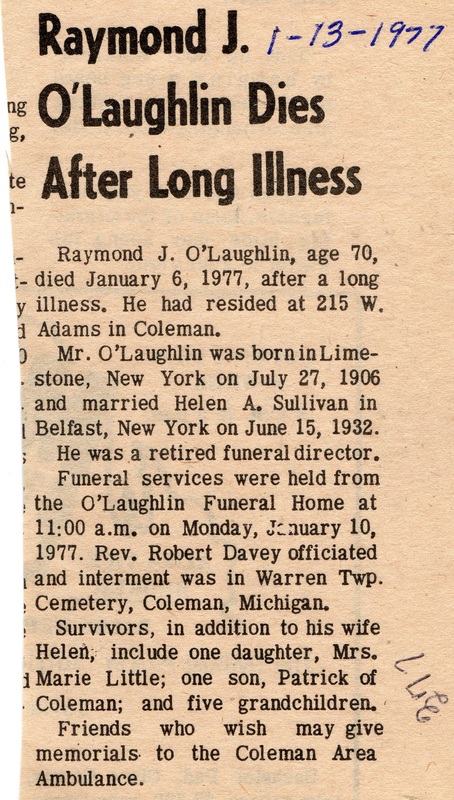 Raymond J. 1-13-1977
O'Laughlin Dies
After Long Illness
Raymond J. O'Laughlin, age 70,
died January 6, 1977, after a long
illness. He had resided at 215 W.
Adams in Coleman.
Mr. O'Laughlin was born in Lime-
stone, New York on July 27, 1906
and married Helen A. Sullivan in
Belfast, New York on June 15, 1932.
He was a retired funeral director.
Funeral services were held from
the O'Laughlin Funeral Home at
11:00 a.m. on Monday, January 10,
1977. Rev. Robert Davey officiated
and interment was in Warren Twp.
Cemetery, Coleman, Michigan.
Survivors, in addition to his wife
Helen, include one daughter, Mrs.
Marie Little; one son, Patrick of
Coleman; and five grandchildren.
Friends who wish may give
memorials to the Coleman Area
Ambulance.